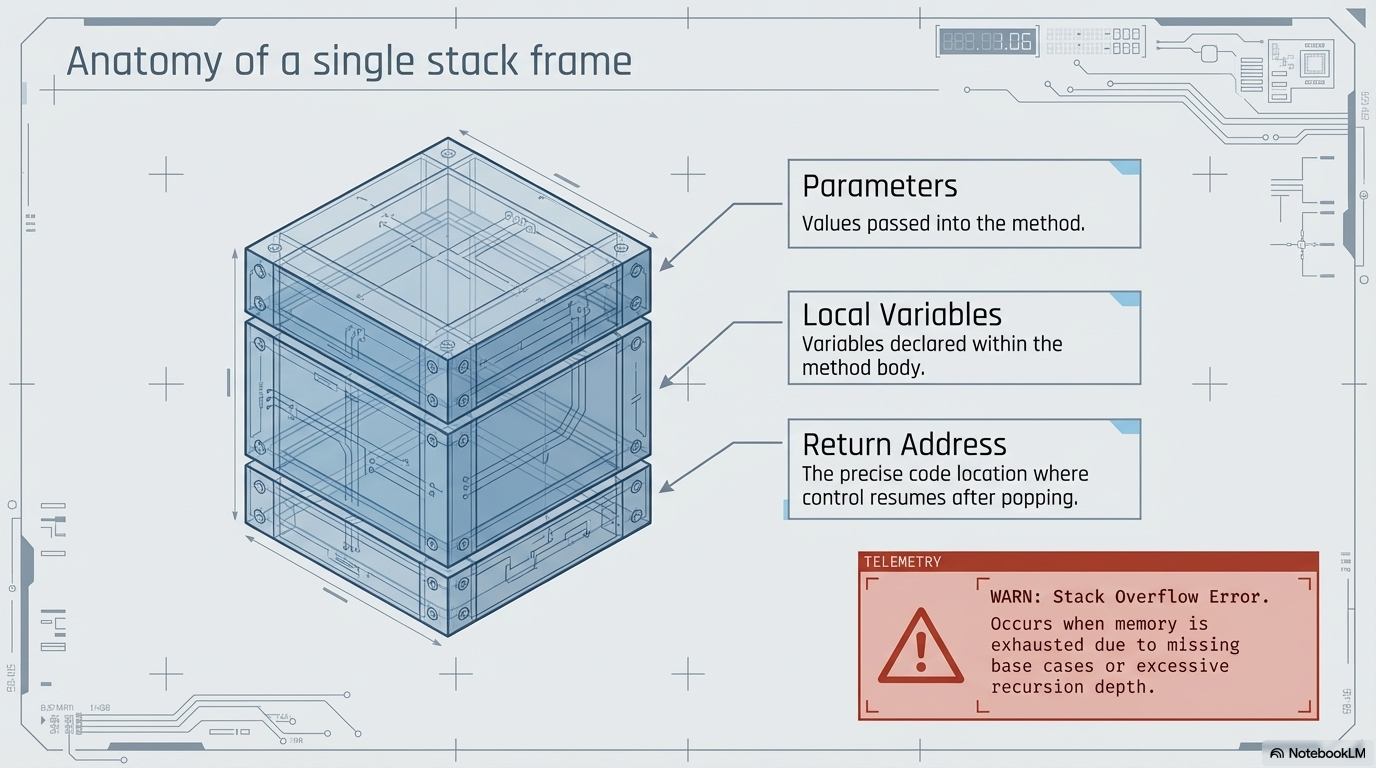 Anatomy of a single stack frame
Parameters
Values passed into the method.
Local Variables
Variables declared within the
method body.
Return Address
The precise code location where
control resumes after popping.
TELEMETRY
WARN: Stack Overflow Error.
Occurs when memory is
exhausted due to missing
base cases or excessive
recursion depth.
NotebookLM